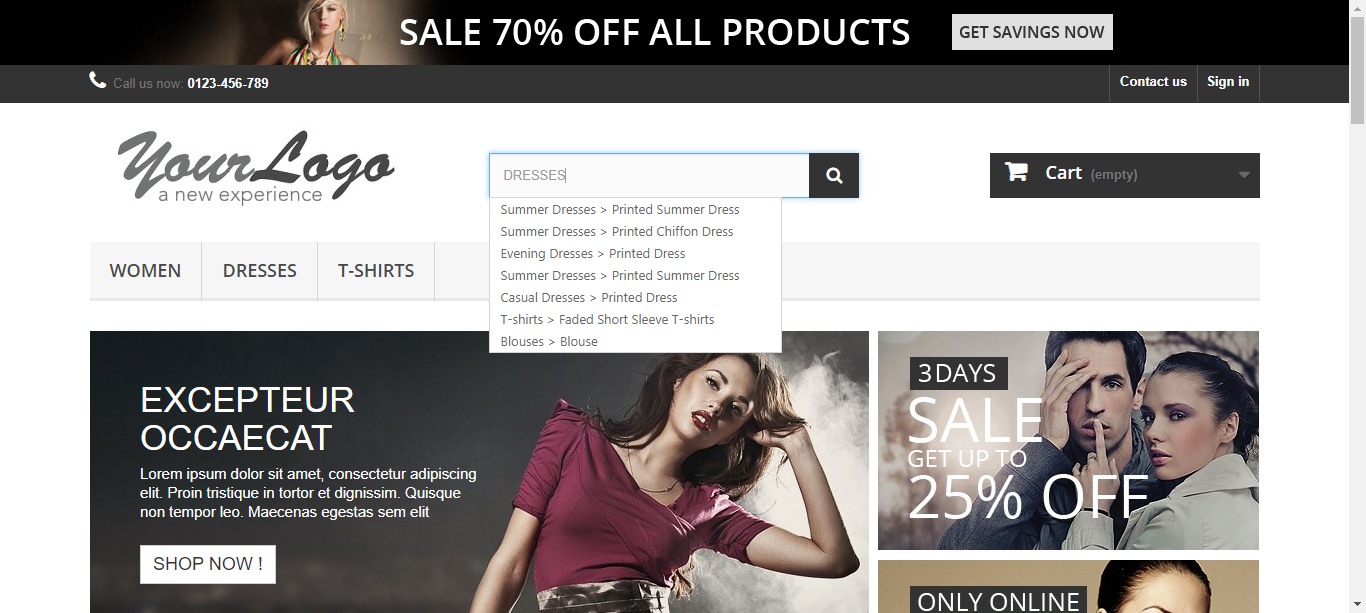 SALE 70% OFF ALL PRODUCTS
GET SAVINGS NOW
Call us now: 0123-456-789
Contact us
Sign in
YourLogo
a new experience
DRESSES
Cart (empty)
Summer Dresses > Printed Summer Dress
Summer Dresses > Printed Chiffon Dress
Evening Dresses > Printed Dress
Summer Dresses > Printed Summer Dress
Casual Dresses > Printed Dress
T-shirts > Faded Short Sleeve T-shirts
Blouses > Blouse
WOMEN
DRESSES
T-SHIRTS
EXCEPTEUR
OCCAECAT
Lorem ipsum dolor sit amet, consectetur adipiscing
elit. Proin tristique in tortor et dignissim. Quisque
non tempor leo. Maecenas egestas sem elit
SHOP NOW !
3 DAYS
SALE
GET UP TO
25% OFF
ONLY ONLINE